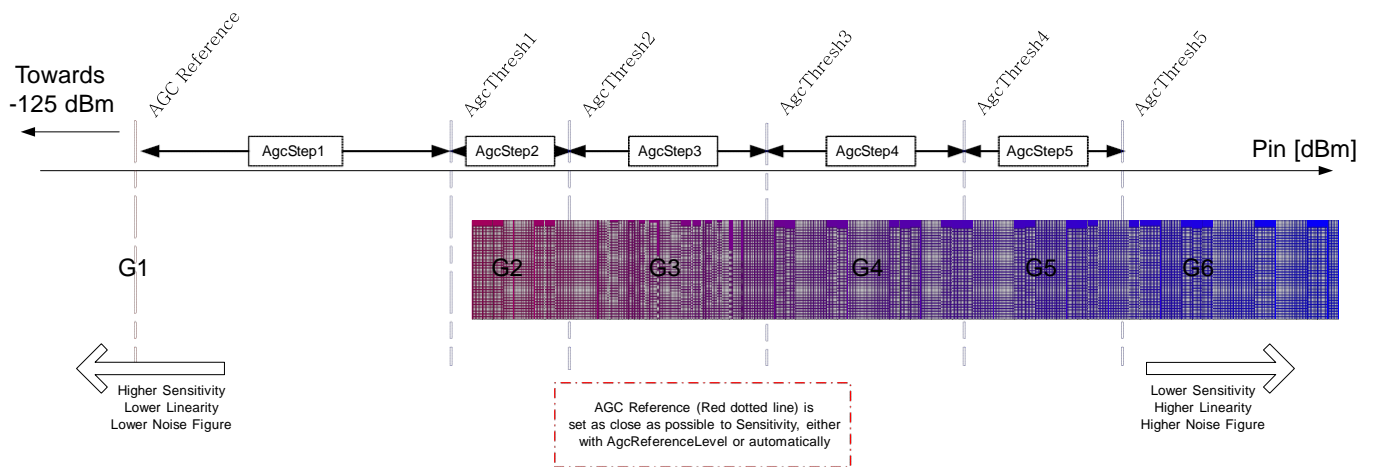 AGC Reference
AgcThresh1
AgcThresh2
AgcThresh3
AgcThresh4
AgcThresh5
Towards
-125 dBm
AgcStep1
AgcStep2
AgcStep3
AgcStep4
AgcStep5
Pin [dBm]
G1
G2
G3
G4
G5
G6
Higher Sensitivity
Lower Linearity
Lower Noise Figure
AGC Reference (Red dotted line) is
set as close as possible to Sensitivity, either
with AgcReferenceLevel or automatically
Lower Sensitivity
Higher Linearity
Higher Noise Figure